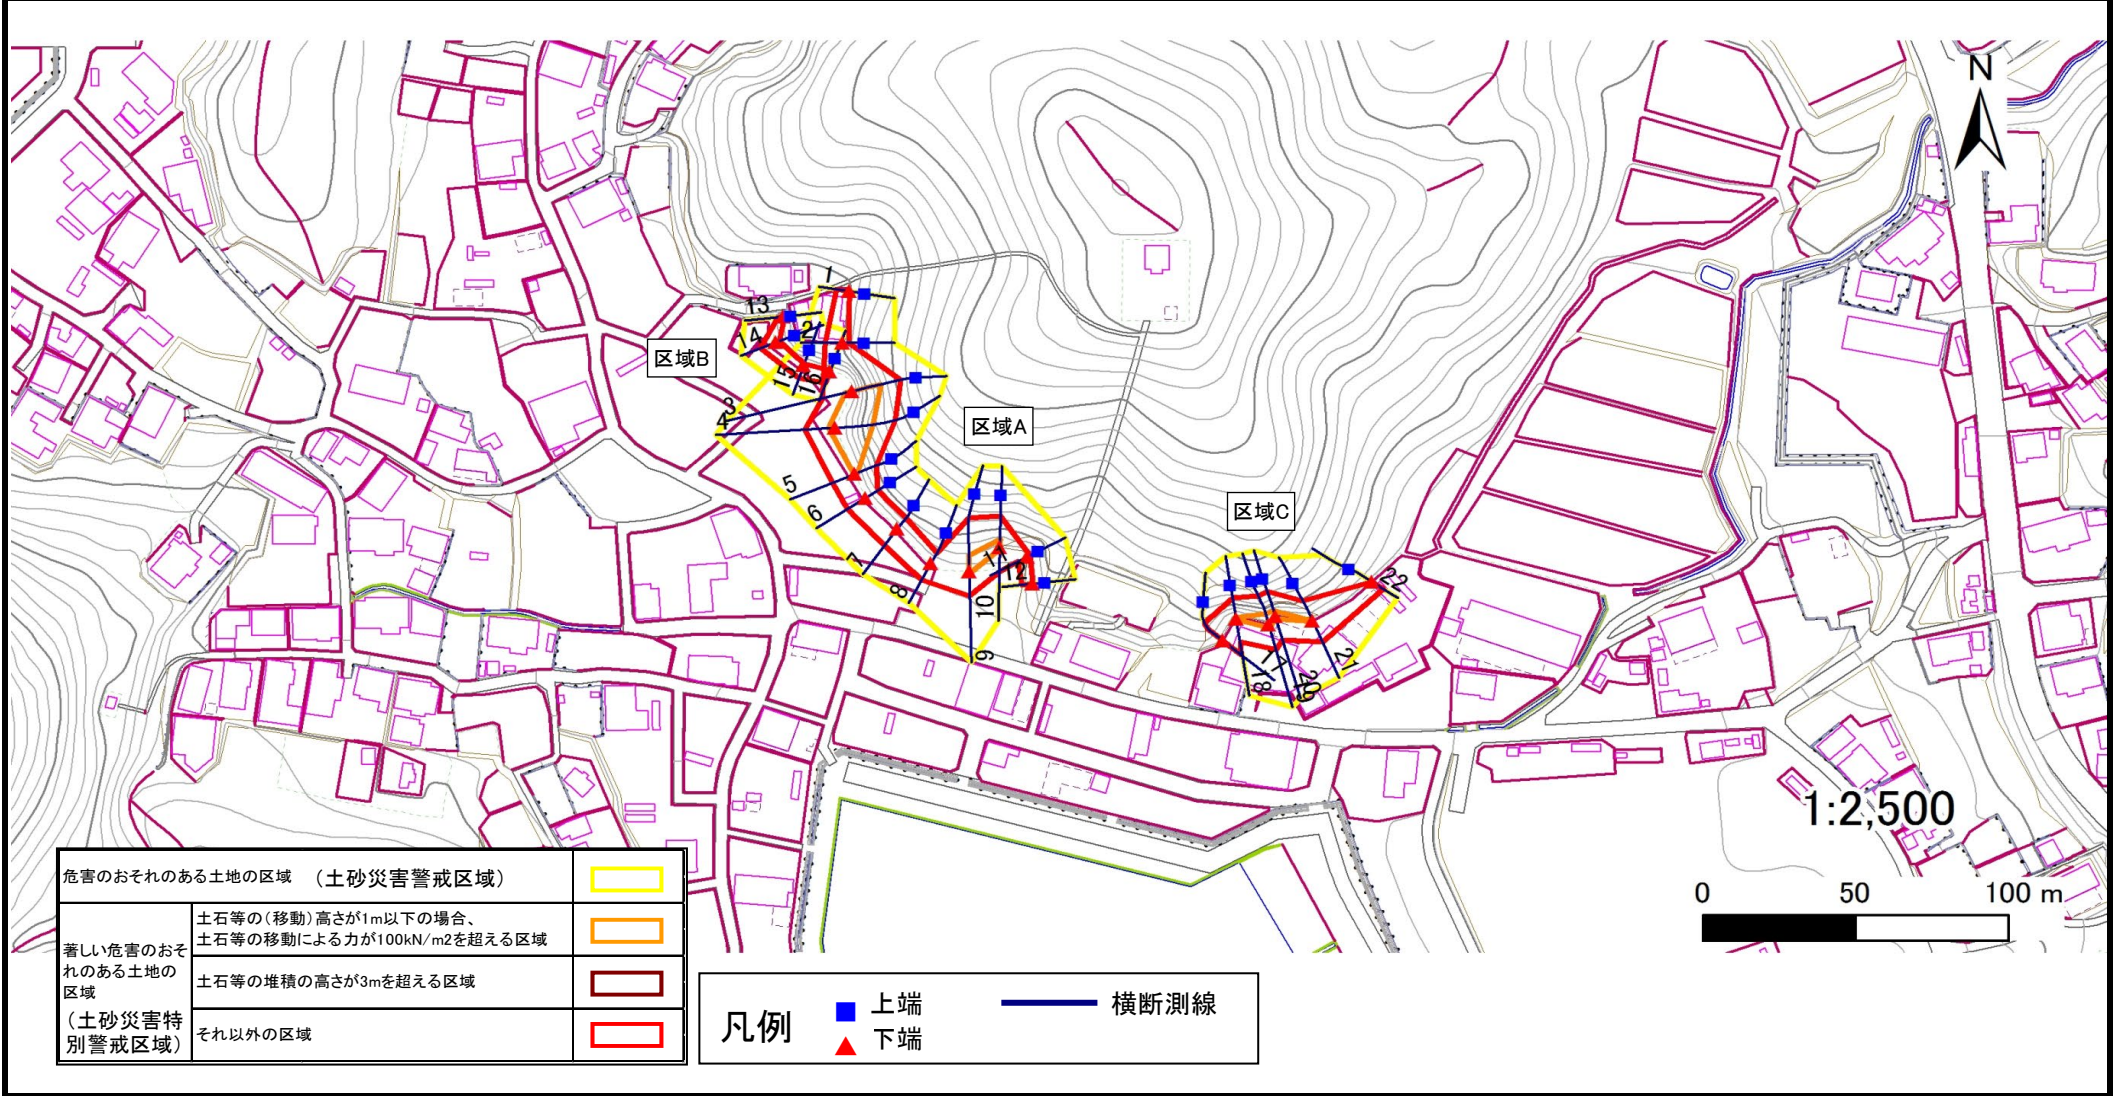 N
1
13
2
14
区域B
15
16
3
4
区域A
5
6
区域C
7
11
12
22
8
10
9
17
21
18
20
19
1:2,500
0 50 100 m
危害のおそれのある土地の区域 (土砂災害警戒区域)
著しい危害のおそ
れのある土地の
区域
(土砂災害特
別警戒区域)
土石等の(移動)高さが1m以下の場合、
土石等の移動による力が100kN/m2を超える区域
土石等の堆積の高さが3mを超える区域
それ以外の区域
凡例
上端
下端
横断測線